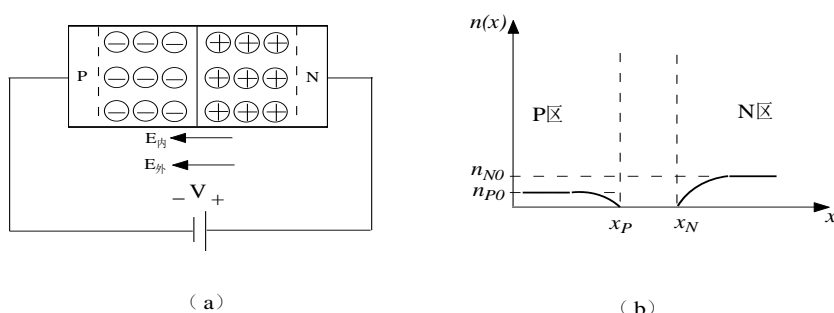 P
N
E内
E外
− V +
（a）
n(x)
P区
N区
nN0
nP0
xP
xN
x
（b）